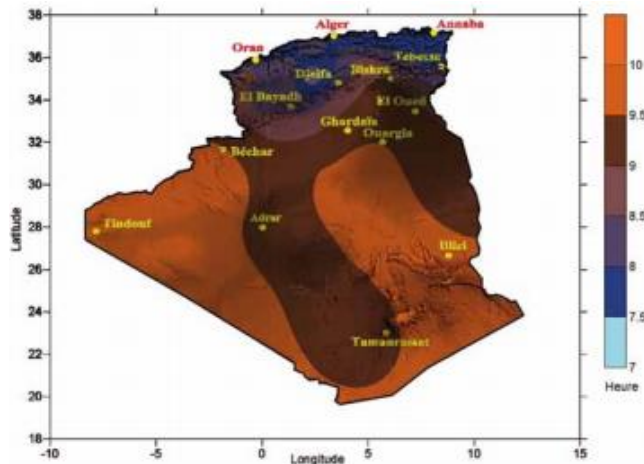 38
36
34
32
30
28
26
24
22
20
18
Latitude
-10
-5
0
5
10
15
Longitude
Alger
Annaba
Oran
Tebessa
Djelfa
Biskra
El Bayadh
El Oued
Ghardaïa
Ouargla
Béchar
Adrar
Tindouf
Illizi
Tamanrasset
10
9.5
9
8.5
8
7.5
7
Heure